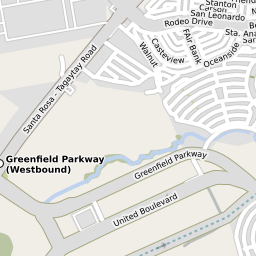 Stanton
Carson
San Leonardo
Rodeo Drive
FAir Bank
Sta. Ana
Oceanside
Casteview
Walnut
Santa Rosa - Tagaytay Road
Greenfield Parkway
(Westbound)
Greenfield Parkway
United Boulevard